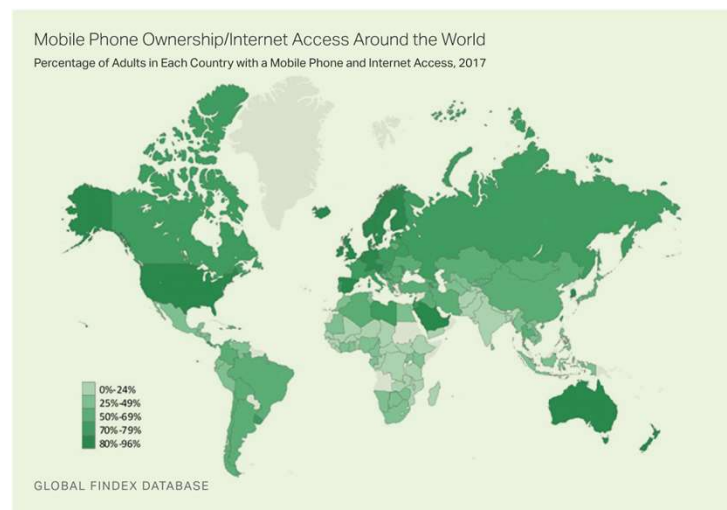 Mobile Phone Ownership/Internet Access Around the World
Percentage of Adults in Each Country with a Mobile Phone and Internet Access, 2017
0%-24%
25%-49%
50%-69%
70%-79%
80%-96%
GLOBAL FINDEX DATABASE